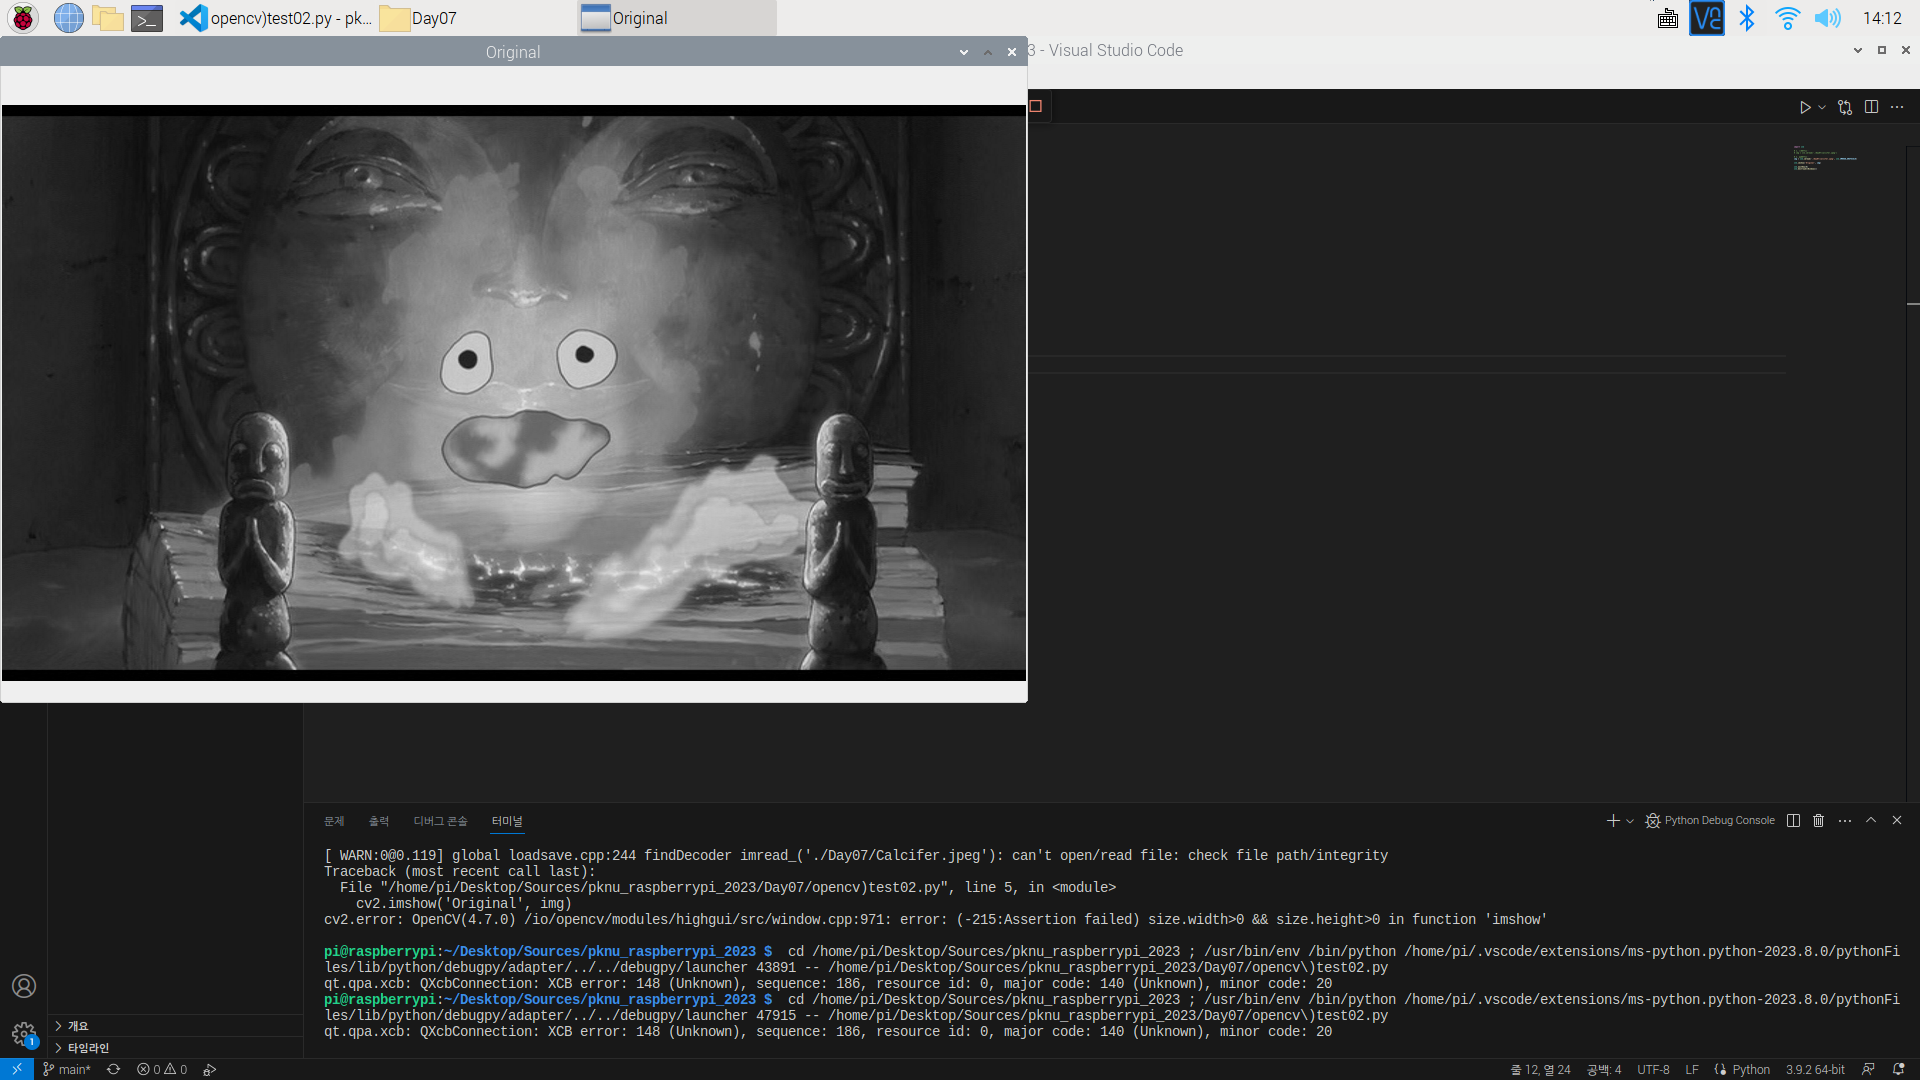 opencv)test02.py - pk...
Day07
Original
14:12
Original
3 - Visual Studio Code
문제
출력
디버그 콘솔
터미널
Python Debug Console
[ WARN:0@0.119] global loadsave.cpp:244 findDecoder imread_('./Day07/Calcifer.jpeg'): can't open/read file: check file path/integrity
Traceback (most recent call last):
File "/home/pi/Desktop/Sources/pknu_raspberrypi_2023/Day07/opencv)test02.py", line 5, in <module>
cv2.imshow('Original', img)
cv2.error: OpenCV(4.7.0) /io/opencv/modules/highgui/src/window.cpp:971: error: (-215:Assertion failed) size.width>0 && size.height>0 in function 'imshow'
pi@raspberrypi:~/Desktop/Sources/pknu_raspberrypi_2023 $  cd /home/pi/Desktop/Sources/pknu_raspberrypi_2023 ; /usr/bin/env /bin/python /home/pi/.vscode/extensions/ms-python.python-2023.8.0/pythonFi
les/lib/python/debugpy/adapter/../../debugpy/launcher 43891 -- /home/pi/Desktop/Sources/pknu_raspberrypi_2023/Day07/opencv\)test02.py
qt.qpa.xcb: QXcbConnection: XCB error: 148 (Unknown), sequence: 186, resource id: 0, major code: 140 (Unknown), minor code: 20
pi@raspberrypi:~/Desktop/Sources/pknu_raspberrypi_2023 $  cd /home/pi/Desktop/Sources/pknu_raspberrypi_2023 ; /usr/bin/env /bin/python /home/pi/.vscode/extensions/ms-python.python-2023.8.0/pythonFi
les/lib/python/debugpy/adapter/../../debugpy/launcher 47915 -- /home/pi/Desktop/Sources/pknu_raspberrypi_2023/Day07/opencv\)test02.py
qt.qpa.xcb: QXcbConnection: XCB error: 148 (Unknown), sequence: 186, resource id: 0, major code: 140 (Unknown), minor code: 20
개요
1
타임라인
main*
0
0
줄 12, 열 24
공백: 4
UTF-8
LF
Python
3.9.2 64-bit